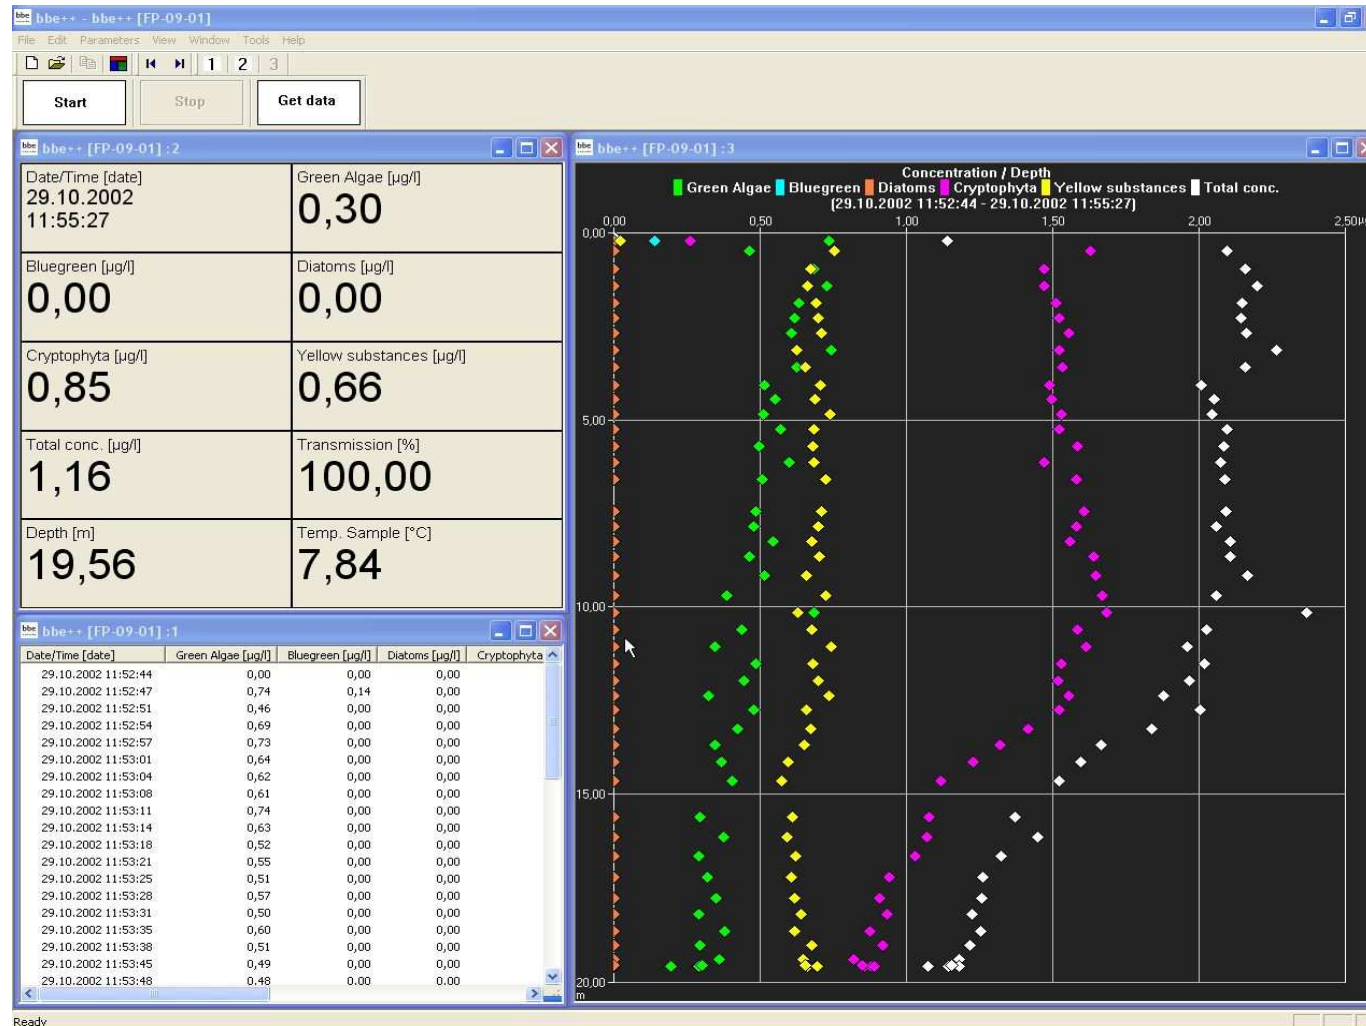 bbe bbe++ - bbe++ [FP-09-01]
File Edit Parameters View Window Tools Help
1 2 3
Start Stop Get data
bbe bbe++ [FP-09-01] :2
Date/Time [date]
29.10.2002
11:55:27
Green Algae [µg/l]
0,30
Bluegreen [µg/l]
0,00
Diatoms [µg/l]
0,00
Cryptophyta [µg/l]
0,85
Yellow substances [µg/l]
0,66
Total conc. [µg/l]
1,16
Transmission [%]
100,00
Depth [m]
19,56
Temp. Sample [°C]
7,84
bbe bbe++ [FP-09-01] :1
Date/Time [date] Green Algae [µg/l] Bluegreen [µg/l] Diatoms [µg/l] Cryptophyta
29.10.2002 11:52:44 0,00 0,00 0,00
29.10.2002 11:52:47 0,74 0,14 0,00
29.10.2002 11:52:51 0,46 0,00 0,00
29.10.2002 11:52:54 0,69 0,00 0,00
29.10.2002 11:52:57 0,73 0,00 0,00
29.10.2002 11:53:01 0,64 0,00 0,00
29.10.2002 11:53:04 0,62 0,00 0,00
29.10.2002 11:53:08 0,61 0,00 0,00
29.10.2002 11:53:11 0,74 0,00 0,00
29.10.2002 11:53:14 0,63 0,00 0,00
29.10.2002 11:53:18 0,52 0,00 0,00
29.10.2002 11:53:21 0,55 0,00 0,00
29.10.2002 11:53:25 0,51 0,00 0,00
29.10.2002 11:53:28 0,57 0,00 0,00
29.10.2002 11:53:31 0,50 0,00 0,00
29.10.2002 11:53:35 0,60 0,00 0,00
29.10.2002 11:53:38 0,51 0,00 0,00
29.10.2002 11:53:45 0,49 0,00 0,00
29.10.2002 11:53:48 0,48 0,00 0,00
bbe bbe++ [FP-09-01] :3
Concentration / Depth
Green Algae Bluegreen Diatoms Cryptophyta Yellow substances Total conc.
[29.10.2002 11:52:44 - 29.10.2002 11:55:27]
0,00 0,50 1,00 1,50 2,00 2,50µ
0,00
5,00
10,00
15,00
20,00
m
Ready